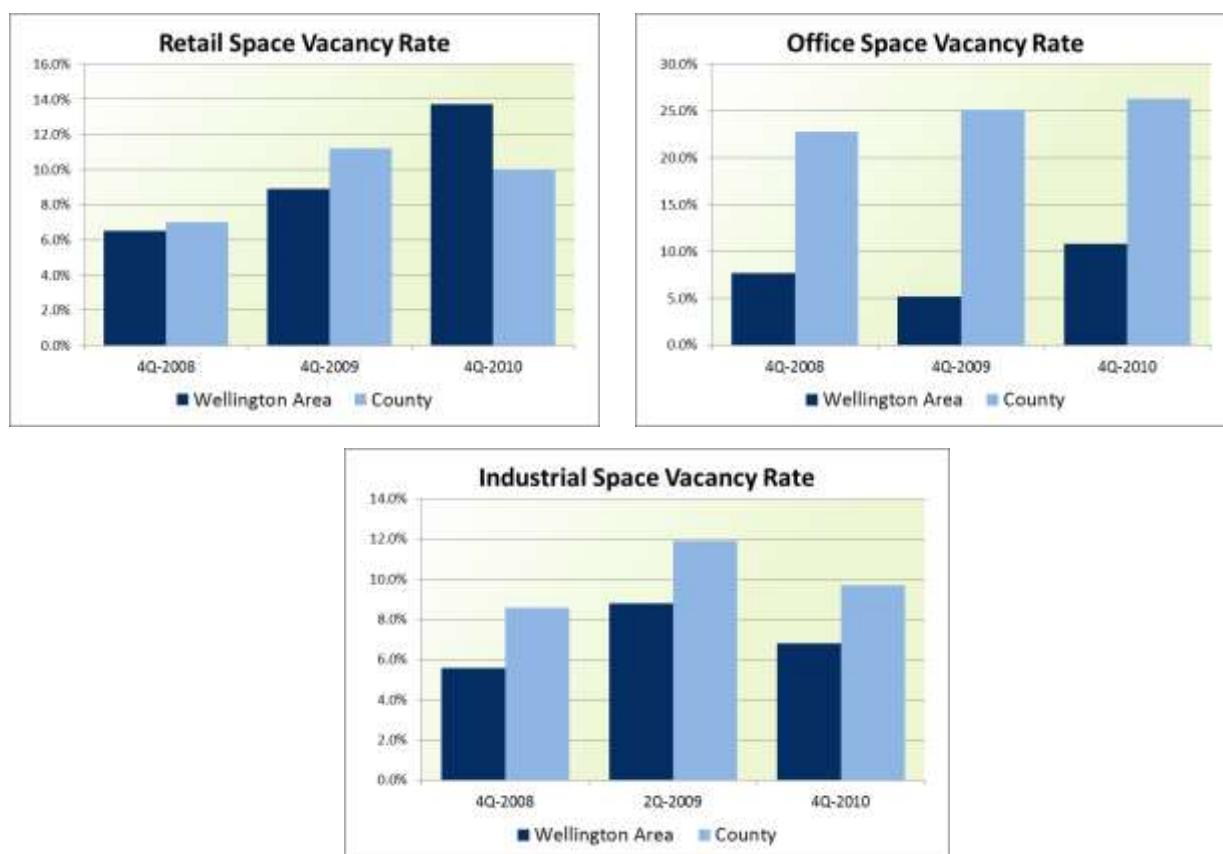 Retail Space Vacancy Rate
16.0%
14.0%
12.0%
10.0%
8.0%
6.0%
4.0%
2.0%
0.0%
4Q-2008 4Q-2009 4Q-2010
Wellington Area County
Office Space Vacancy Rate
30.0%
25.0%
20.0%
15.0%
10.0%
5.0%
0.0%
4Q-2008 4Q-2009 4Q-2010
Wellington Area County
Industrial Space Vacancy Rate
14.0%
12.0%
10.0%
8.0%
6.0%
4.0%
2.0%
0.0%
4Q-2008 2Q-2009 4Q-2010
Wellington Area County